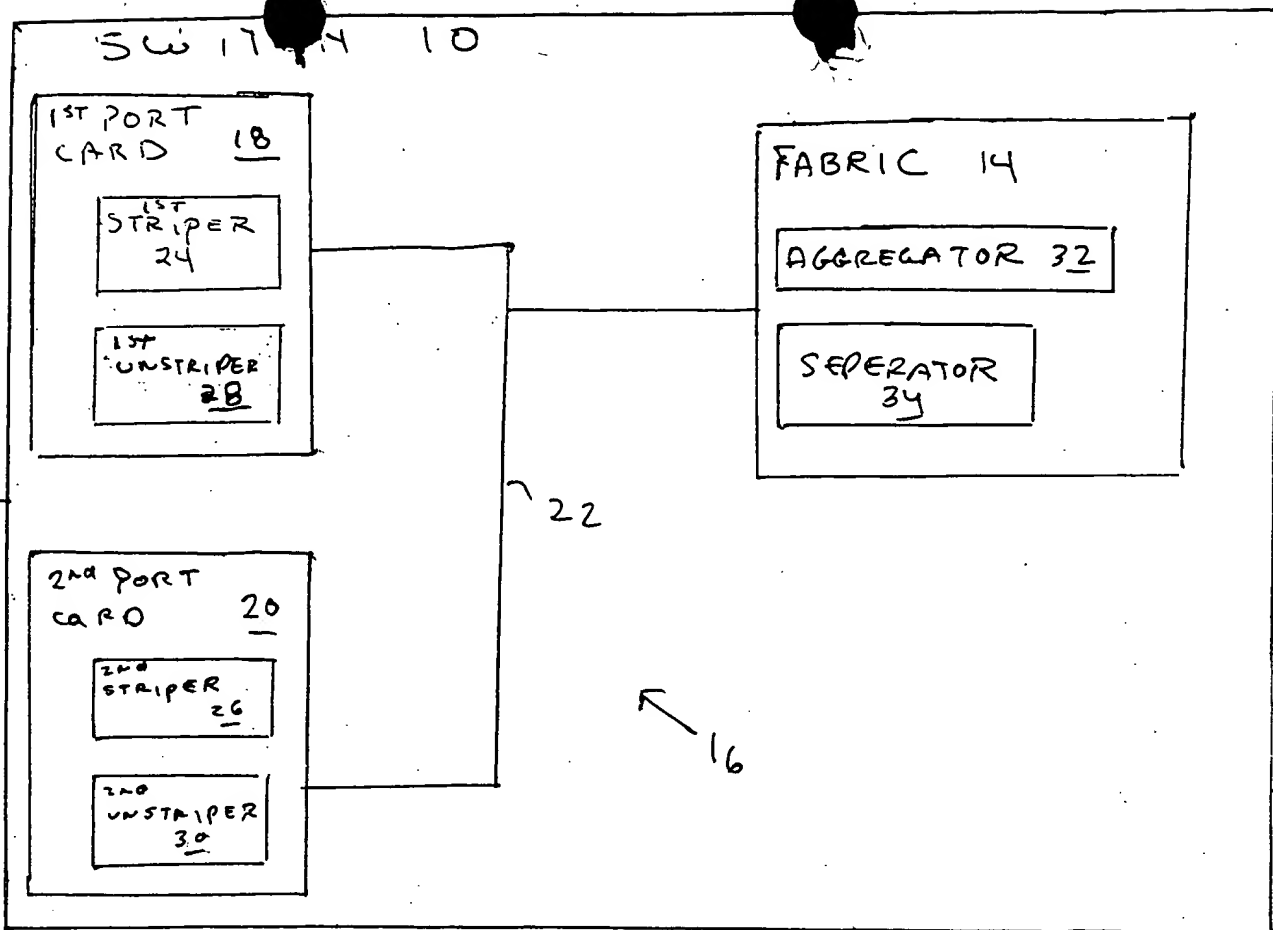 10
1ST PORT
CARD 18
1ST
STRIPER
24
1ST
UNSTRIPER
28
2nd PORT
CARD 20
2nd
STRIPER
26
2nd
UNSTRIPER
30
22
16
FABRIC 14
AGGREGATOR 32
SEPERATOR
34